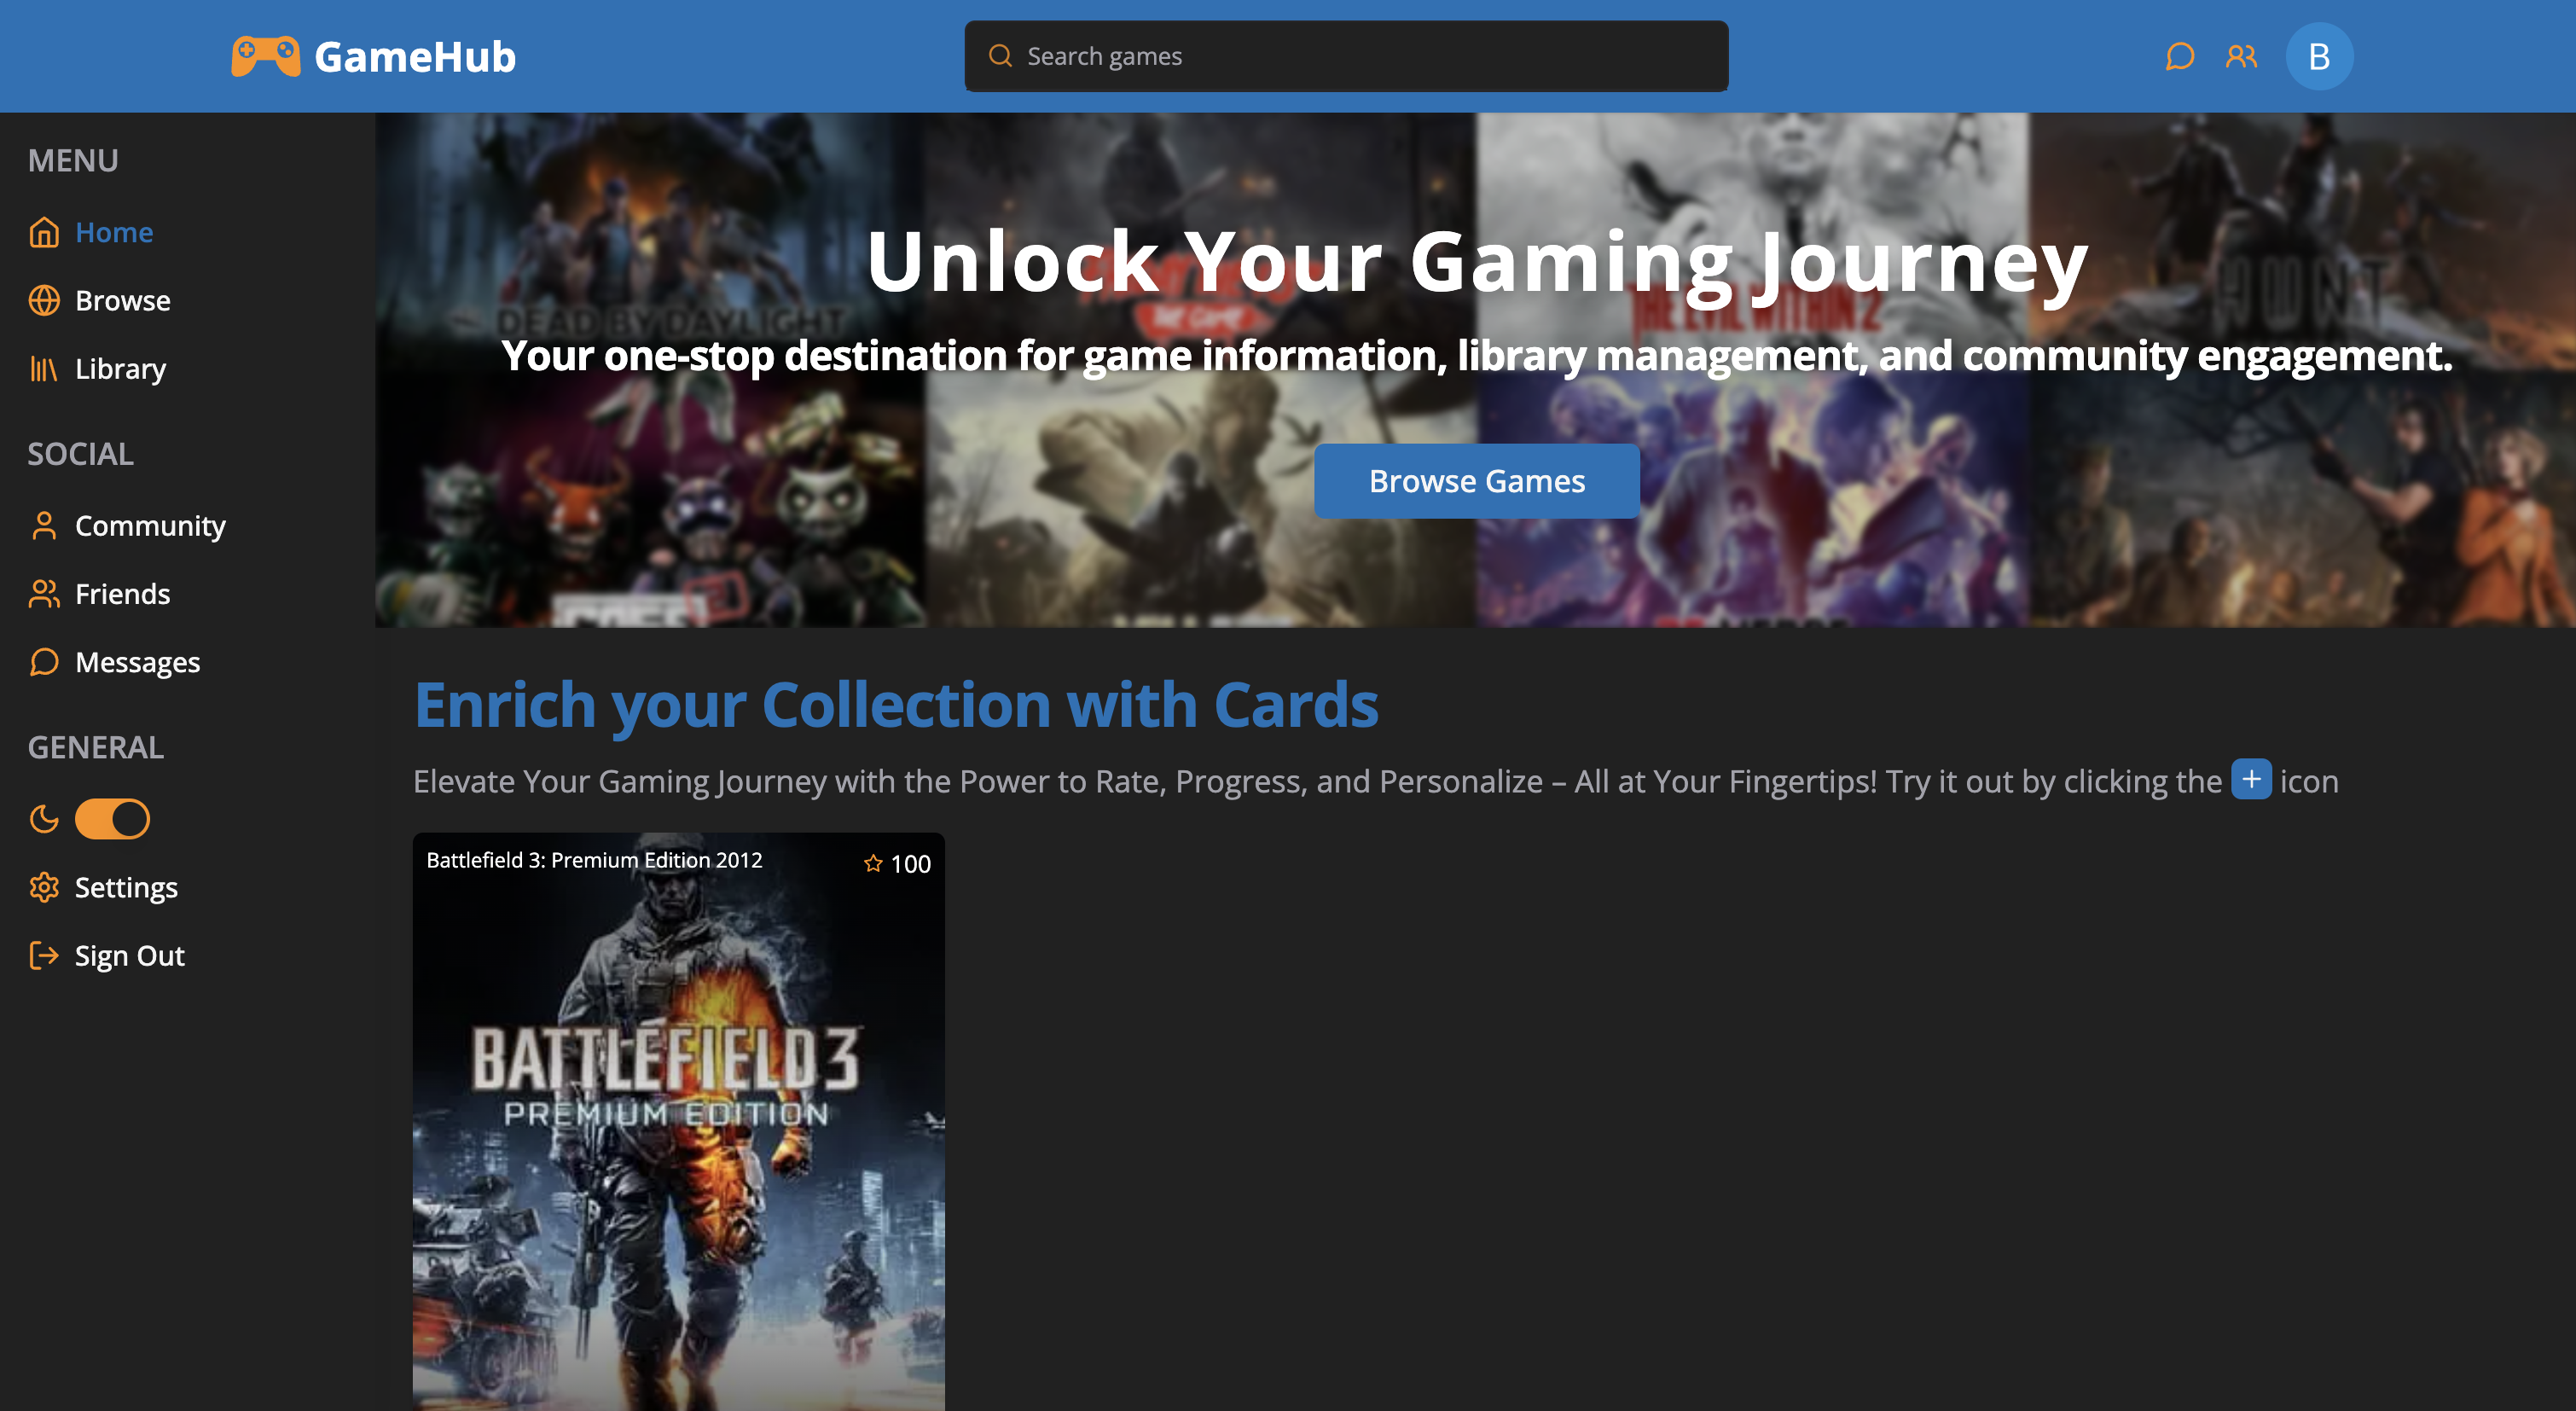 GameHub
Search games
B
MENU
Home
Browse
Library
SOCIAL
Community
Friends
Messages
GENERAL
Settings
Sign Out
DEAD BY DAYLIGHT
THE GAME
THE EVIL WITHIN 2
HUNT
Unlock Your Gaming Journey
Your one-stop destination for game information, library management, and community engagement.
Browse Games
Enrich your Collection with Cards
Elevate Your Gaming Journey with the Power to Rate, Progress, and Personalize – All at Your Fingertips! Try it out by clicking the + icon
Battlefield 3: Premium Edition 2012
100
BATTLEFIELD 3
PREMIUM EDITION